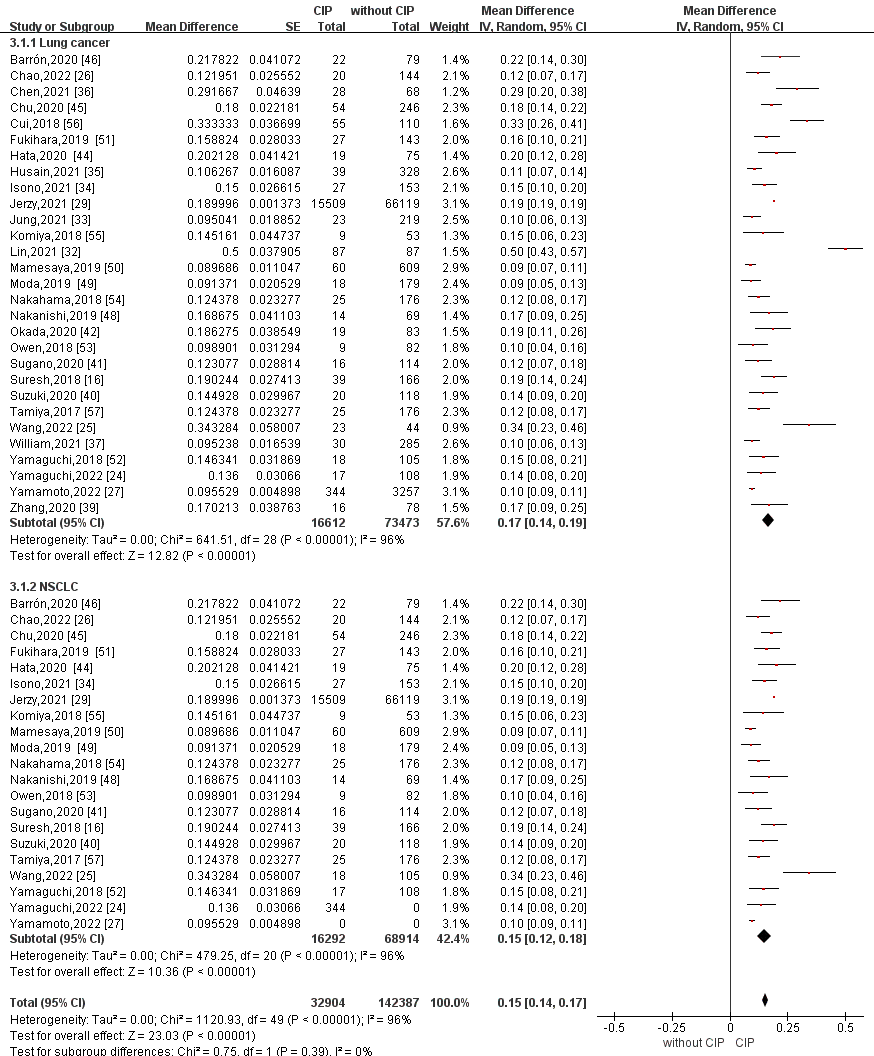 CIP without CIP Mean Difference Mean Difference
Study or Subgroup Mean Difference SE Total Total Weight IV, Random, 95% CI IV, Random, 95% CI
3.1.1 Lung cancer
Barrón,2020 [46] 0.217822 0.041072 22 79 1.4% 0.22 [0.14, 0.30]
Chao,2022 [26] 0.121951 0.025552 20 144 2.1% 0.12 [0.07, 0.17]
Chen,2021 [36] 0.291667 0.04639 28 68 1.2% 0.29 [0.20, 0.38]
Chu,2020 [45] 0.18 0.022181 54 246 2.3% 0.18 [0.14, 0.22]
Cui,2018 [56] 0.333333 0.036699 55 110 1.6% 0.33 [0.26, 0.41]
Fukihara,2019 [51] 0.158824 0.028033 27 143 2.0% 0.16 [0.10, 0.21]
Hata,2020 [44] 0.202128 0.041421 19 75 1.4% 0.20 [0.12, 0.28]
Husain,2021 [35] 0.106267 0.016087 39 328 2.6% 0.11 [0.07, 0.14]
Isono,2021 [34] 0.15 0.026615 27 153 2.1% 0.15 [0.10, 0.20]
Jerzy,2021 [29] 0.189996 0.001373 15509 66119 3.1% 0.19 [0.19, 0.19]
Jung,2021 [33] 0.095041 0.018852 23 219 2.5% 0.10 [0.06, 0.13]
Komiya,2018 [55] 0.145161 0.044737 9 53 1.3% 0.15 [0.06, 0.23]
Lin,2021 [32] 0.5 0.037905 87 87 1.5% 0.50 [0.43, 0.57]
Mamesaya,2019 [50] 0.089686 0.011047 60 609 2.9% 0.09 [0.07, 0.11]
Moda,2019 [49] 0.091371 0.020529 18 179 2.4% 0.09 [0.05, 0.13]
Nakahama,2018 [54] 0.124378 0.023277 25 176 2.3% 0.12 [0.08, 0.17]
Nakanishi,2019 [48] 0.168675 0.041103 14 69 1.4% 0.17 [0.09, 0.25]
Okada,2020 [42] 0.186275 0.038549 19 83 1.5% 0.19 [0.11, 0.26]
Owen,2018 [53] 0.098901 0.031294 9 82 1.9% 0.10 [0.04, 0.16]
Sugano,2020 [41] 0.123077 0.028814 16 114 2.0% 0.12 [0.07, 0.18]
Suresh,2018 [16] 0.190244 0.027413 39 166 2.0% 0.19 [0.14, 0.24]
Suzuki,2020 [40] 0.144928 0.029967 20 118 1.9% 0.14 [0.09, 0.20]
Tamiya,2017 [57] 0.124378 0.023277 25 176 2.3% 0.12 [0.08, 0.17]
Wang,2022 [25] 0.343284 0.058007 23 44 0.9% 0.34 [0.23, 0.46]
William,2021 [37] 0.095238 0.016539 30 285 2.6% 0.10 [0.06, 0.13]
Yamaguchi,2018 [52] 0.146341 0.031869 18 105 1.8% 0.15 [0.08, 0.21]
Yamaguchi,2022 [24] 0.136 0.03066 17 108 1.9% 0.14 [0.08, 0.20]
Yamamoto,2022 [27] 0.095529 0.004898 344 3257 3.1% 0.10 [0.09, 0.11]
Zhang,2020 [39] 0.170213 0.038763 16 78 1.5% 0.17 [0.09, 0.25]
Subtotal (95% CI) 16612 73473 57.6% 0.17 [0.14, 0.19]
Heterogeneity: Tau² = 0.00; Chi² = 641.51, df = 28 (P < 0.00001); I² = 96%
Test for overall effect: Z = 12.82 (P < 0.00001)
3.1.2 NSCLC
Barrón,2020 [46] 0.217822 0.041072 22 79 1.4% 0.22 [0.14, 0.30]
Chao,2022 [26] 0.121951 0.025552 20 144 2.1% 0.12 [0.07, 0.17]
Chu,2020 [45] 0.18 0.022181 54 246 2.3% 0.18 [0.14, 0.22]
Fukihara,2019 [51] 0.158824 0.028033 27 143 2.0% 0.16 [0.10, 0.21]
Hata,2020 [44] 0.202128 0.041421 19 75 1.4% 0.20 [0.12, 0.28]
Isono,2021 [34] 0.15 0.026615 27 153 2.1% 0.15 [0.10, 0.20]
Jerzy,2021 [29] 0.189996 0.001373 15509 66119 3.1% 0.19 [0.19, 0.19]
Komiya,2018 [55] 0.145161 0.044737 9 53 1.3% 0.15 [0.06, 0.23]
Mamesaya,2019 [50] 0.089686 0.011047 60 609 2.9% 0.09 [0.07, 0.11]
Moda,2019 [49] 0.091371 0.020529 18 179 2.4% 0.09 [0.05, 0.13]
Nakahama,2018 [54] 0.124378 0.023277 25 176 2.3% 0.12 [0.08, 0.17]
Nakanishi,2019 [48] 0.168675 0.041103 14 69 1.4% 0.17 [0.09, 0.25]
Owen,2018 [53] 0.098901 0.031294 9 82 1.9% 0.10 [0.04, 0.16]
Sugano,2020 [41] 0.123077 0.028814 16 114 2.0% 0.12 [0.07, 0.18]
Suresh,2018 [16] 0.190244 0.027413 39 166 2.0% 0.19 [0.14, 0.24]
Suzuki,2020 [40] 0.144928 0.029967 20 118 1.9% 0.14 [0.09, 0.20]
Tamiya,2017 [57] 0.124378 0.023277 25 176 2.3% 0.12 [0.08, 0.17]
Wang,2022 [25] 0.343284 0.058007 18 105 0.9% 0.34 [0.23, 0.46]
Yamaguchi,2018 [52] 0.146341 0.031869 17 108 1.8% 0.15 [0.08, 0.21]
Yamaguchi,2022 [24] 0.136 0.03066 344 0 1.9% 0.14 [0.08, 0.20]
Yamamoto,2022 [27] 0.095529 0.004898 0 0 3.1% 0.10 [0.09, 0.11]
Subtotal (95% CI) 16292 68914 42.4% 0.15 [0.12, 0.18]
Heterogeneity: Tau² = 0.00; Chi² = 479.25, df = 20 (P < 0.00001); I² = 96%
Test for overall effect: Z = 10.36 (P < 0.00001)
Total (95% CI) 32904 142387 100.0% 0.15 [0.14, 0.17]
Heterogeneity: Tau² = 0.00; Chi² = 1120.93, df = 49 (P < 0.00001); I² = 96%
-0.5 -0.25 0 0.25 0.5
Test for overall effect: Z = 23.03 (P < 0.00001)
without CIP CIP
Test for subgroup differences: Chi² = 0.75, df = 1 (P = 0.39), I² = 0%